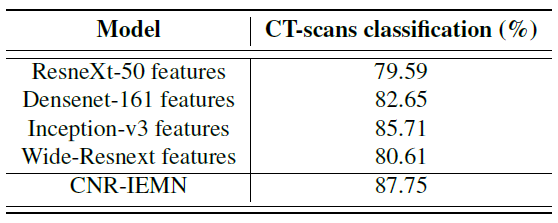 Model CT-scans classification (%)
ResneXt-50 features 79.59
Densenet-161 features 82.65
Inception-v3 features 85.71
Wide-Resnext features 80.61
CNR-IEMN 87.75